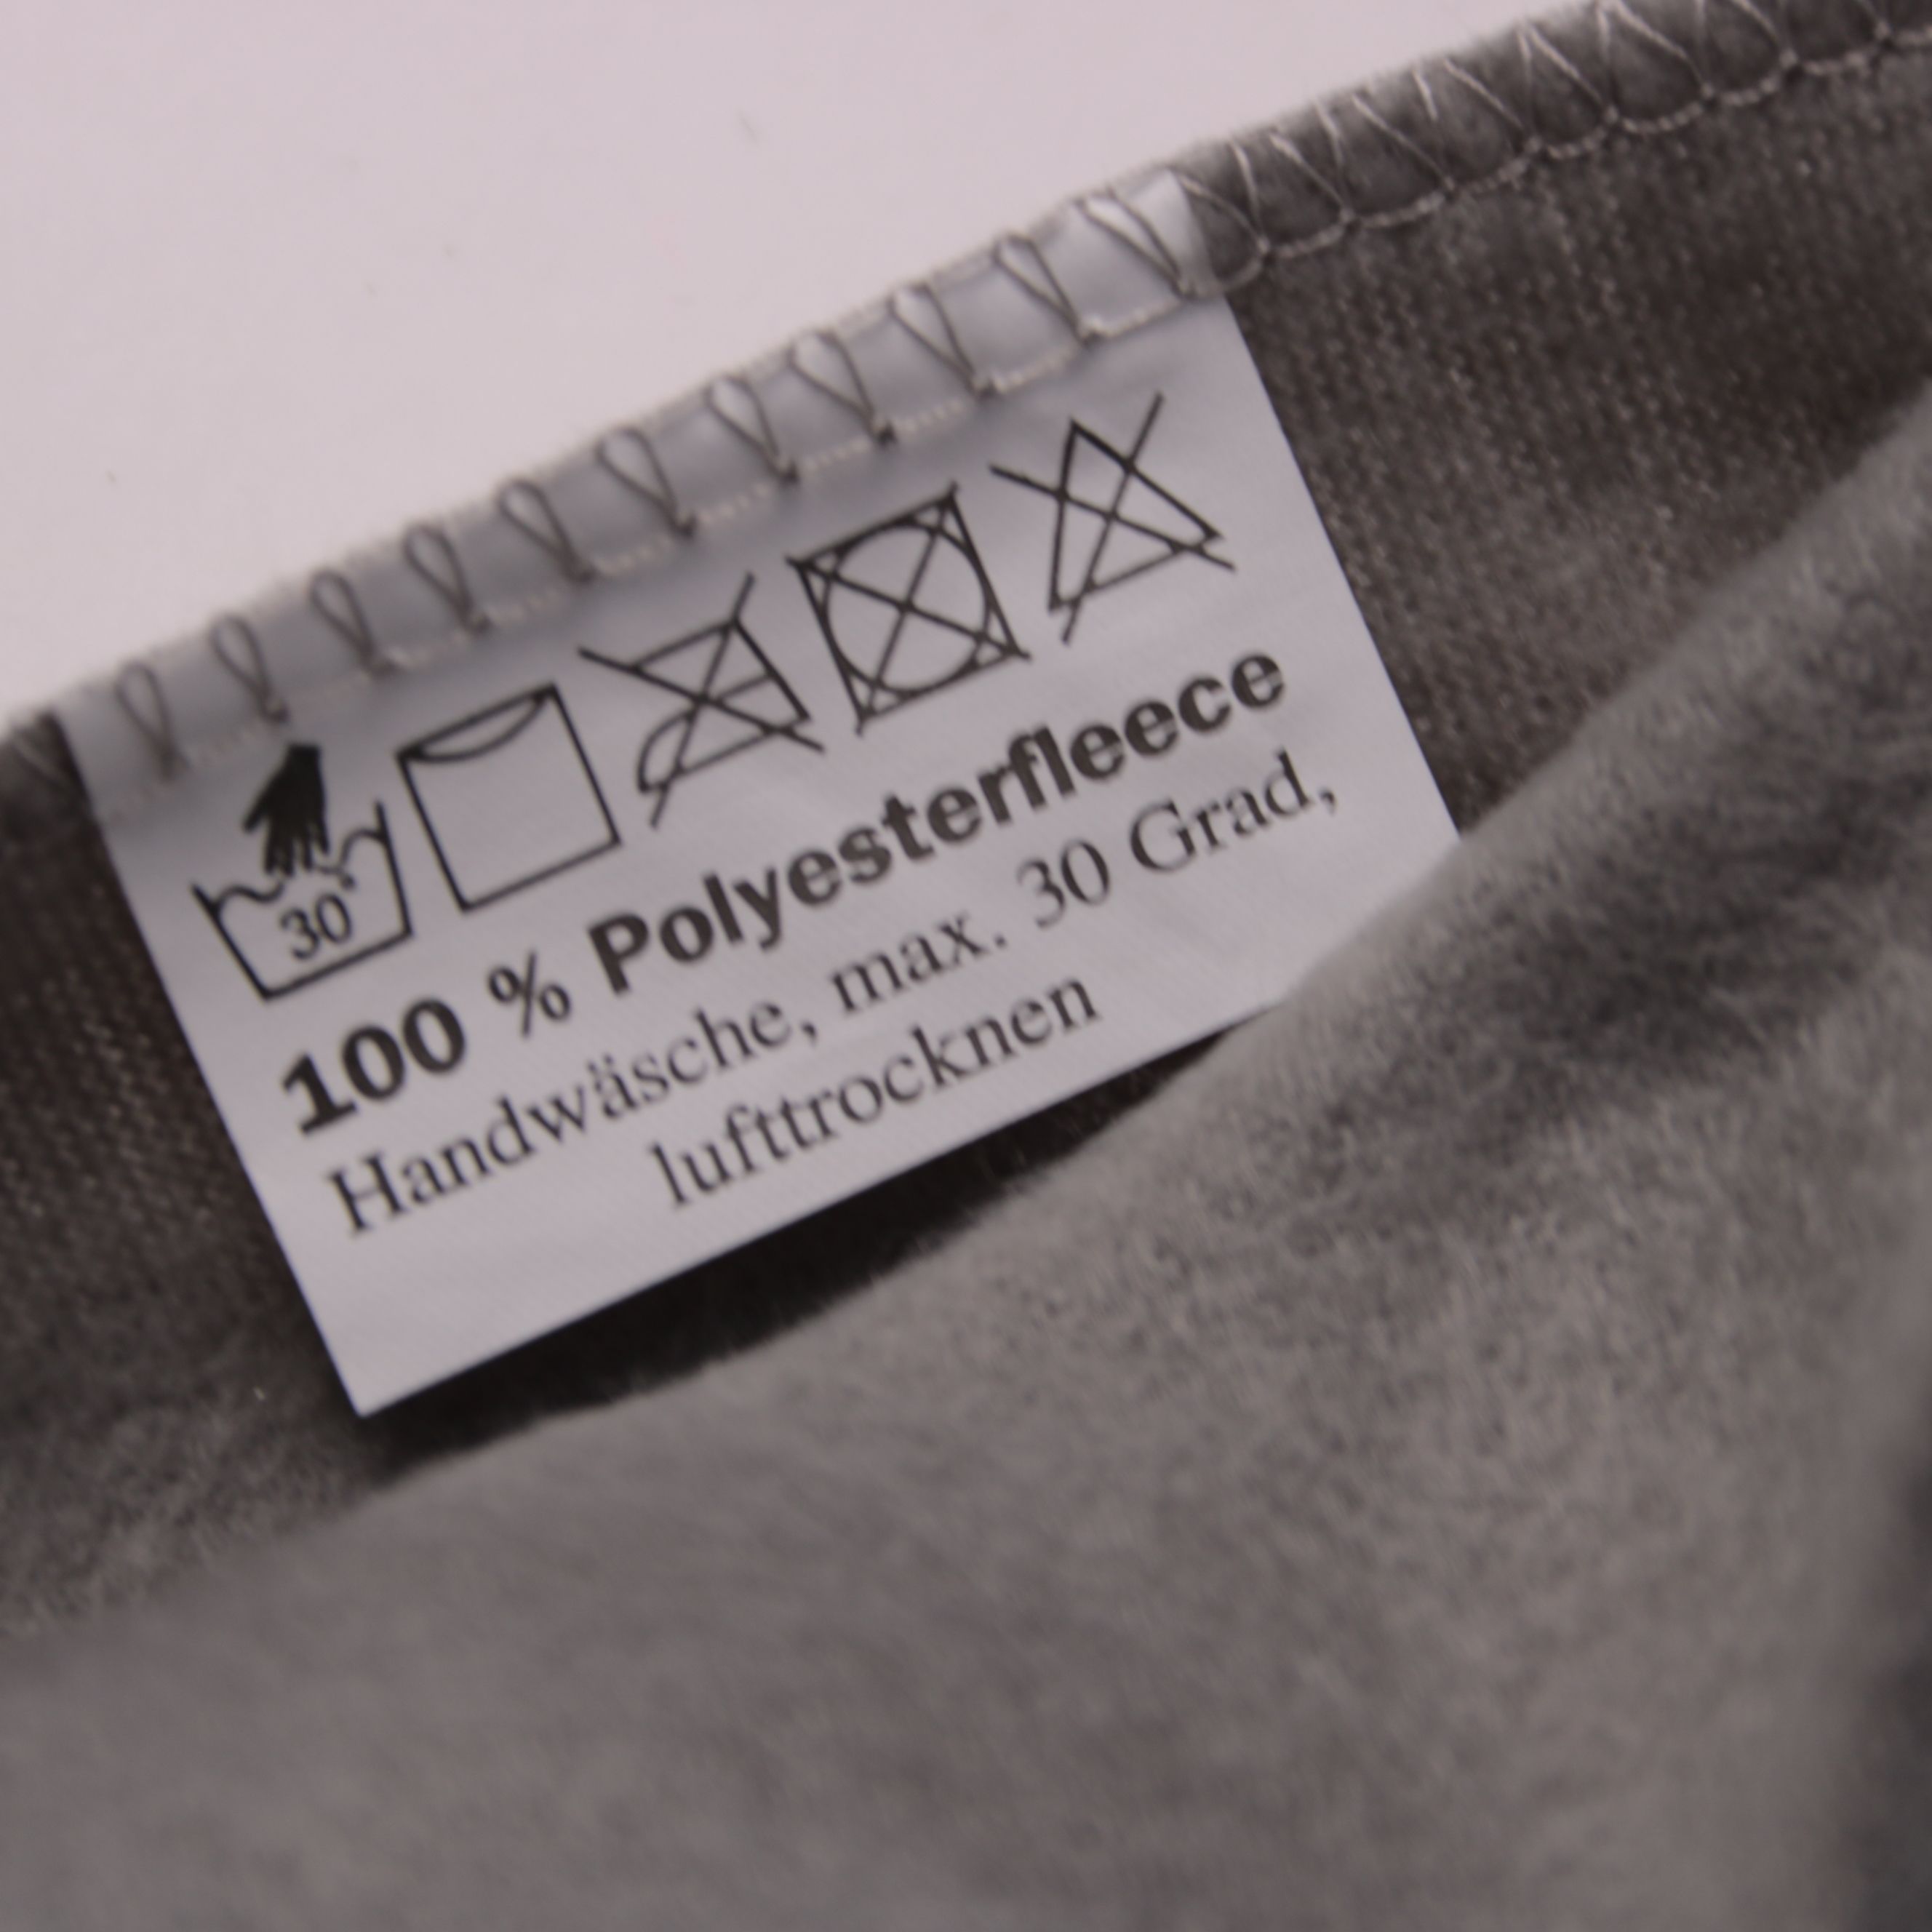 30°
100 % Polyesterfleece
Handwäsche, max. 30 Grad,
lufttrocknen